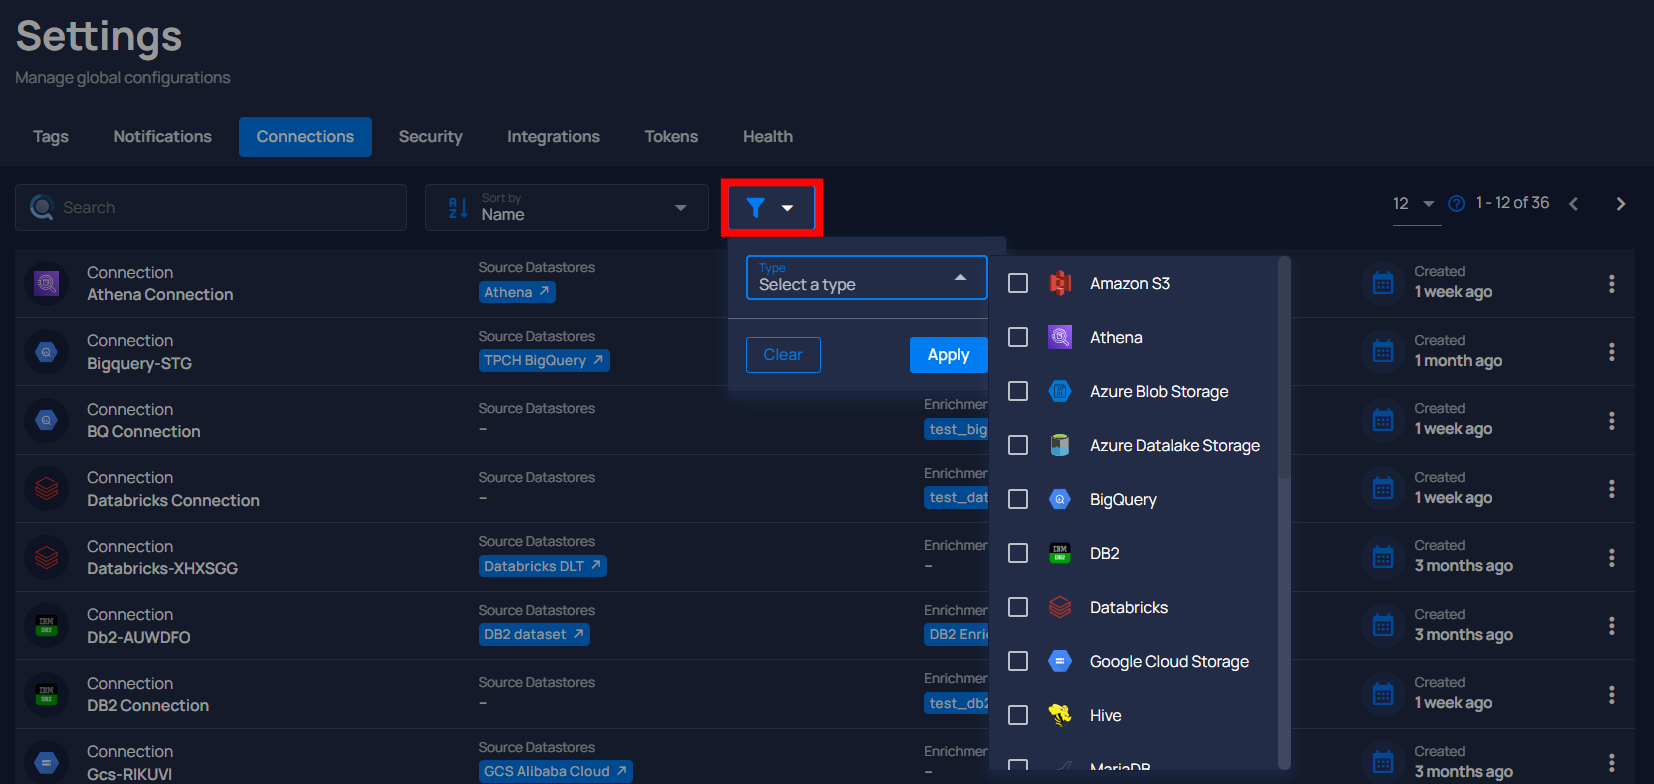 Settings
Manage global configurations
Tags Notifications Connections Security Integrations Tokens Health
Search
Sort by
Name
12 1 - 12 of 36
Type
Select a type
Clear Apply
Amazon S3
Athena
Azure Blob Storage
Azure Datalake Storage
BigQuery
DB2
Databricks
Google Cloud Storage
Hive
MariaDB
Connection
Athena Connection
Source Datastores
Athena
Created
1 week ago
Connection
Bigquery-STG
Source Datastores
TPCH BigQuery
Created
1 month ago
Connection
BQ Connection
Source Datastores
–
Enrichmen
test_big
Created
1 week ago
Connection
Databricks Connection
Source Datastores
–
Enrichmen
test_dat
Created
1 week ago
Connection
Databricks-XHXSGG
Source Datastores
Databricks DLT
Enrichmen
–
Created
3 months ago
Connection
Db2-AUWDFO
Source Datastores
DB2 dataset
Enrichmen
DB2 Enri
Created
3 months ago
Connection
DB2 Connection
Source Datastores
–
Enrichmen
test_db2
Created
1 week ago
Connection
Gcs-RIKUVI
Source Datastores
GCS Alibaba Cloud
Enrichmen
–
Created
3 months ago